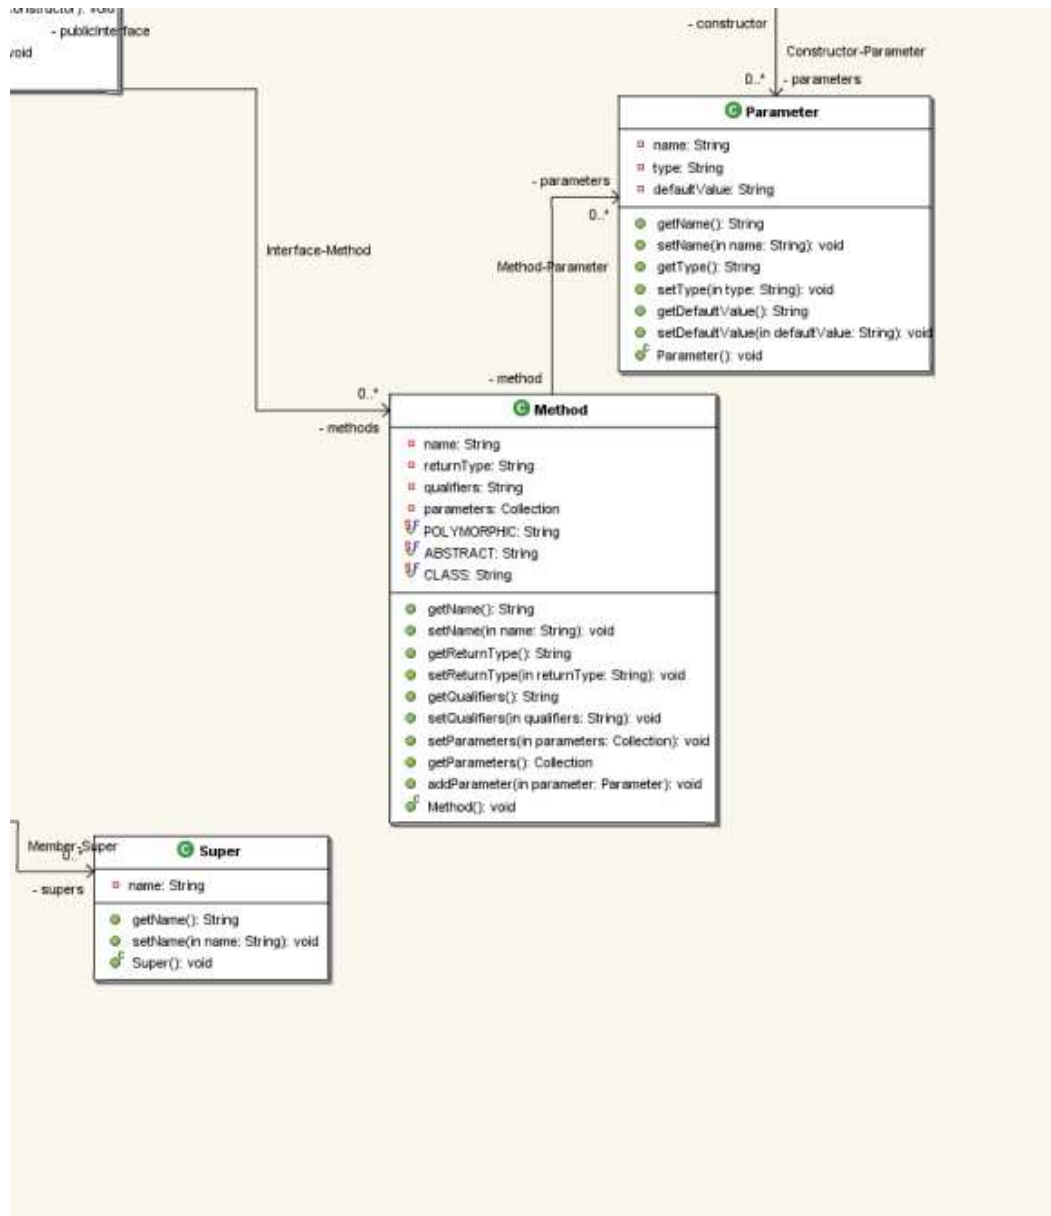 - publicInterface
void
- constructor
Constructor-Parameter
0..*
- parameters
Parameter
name: String
type: String
defaultValue: String
getName(): String
setName(in name: String): void
getType(): String
setType(in type: String): void
getDefaultValue(): String
setDefaultValue(in defaultValue: String): void
Parameter(): void
- parameters
0..*
Interface-Method
Method-Parameter
- method
0..*
- methods
Method
name: String
returnType: String
qualifiers: String
parameters: Collection
POLYMORPHIC: String
ABSTRACT: String
CLASS: String
getName(): String
setName(in name: String): void
getReturnType(): String
setReturnType(in returnType: String): void
getQualifiers(): String
setQualifiers(in qualifiers: String): void
setParameters(in parameters: Collection): void
getParameters(): Collection
addParameter(in parameter: Parameter): void
Method(): void
Member-Super
0..*
- supers
Super
name: String
getName(): String
setName(in name: String): void
Super(): void